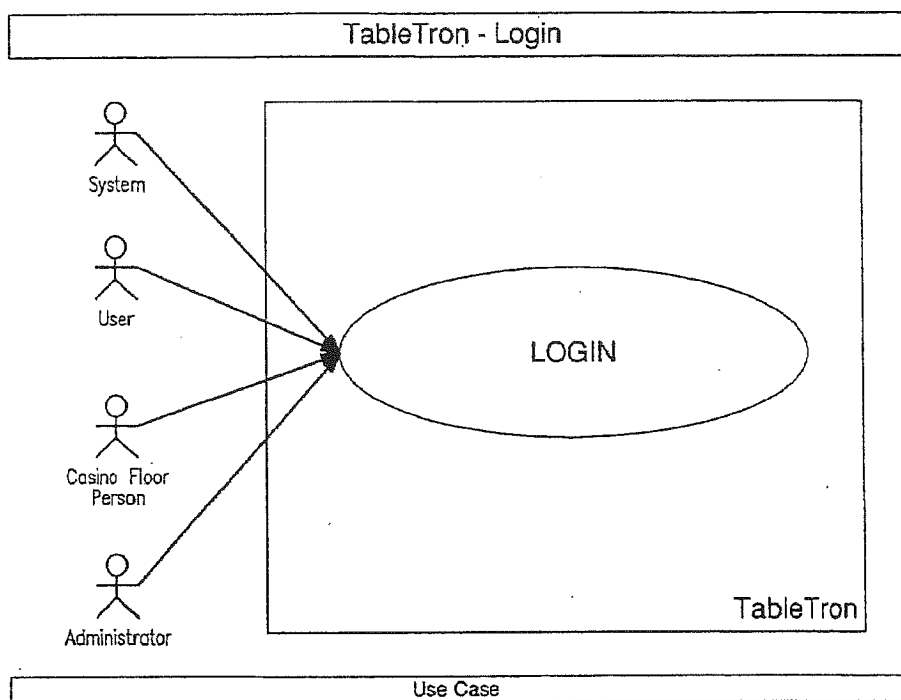 TableTron - Login
System
User
Casino Floor
Person
Administrator
LOGIN
TableTron
Use Case